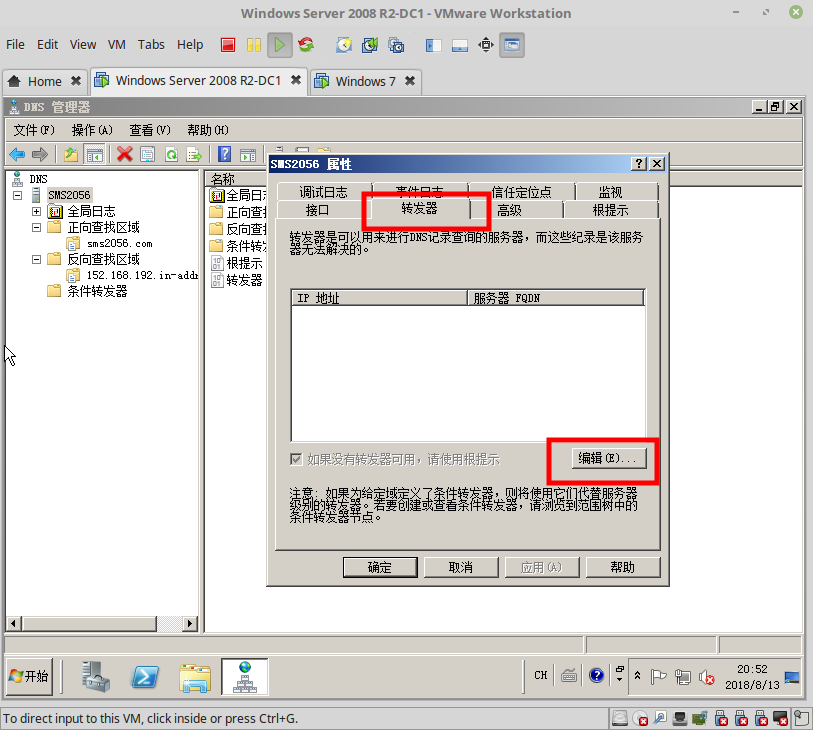 Windows Server 2008 R2-DC1 - VMware Workstation
File Edit View VM Tabs Help
Home Windows Server 2008 R2-DC1 Windows 7
DNS 管理器
文件(F) 操作(A) 查看(V) 帮助(H)
DNS
SMS2056
全局日志
正向查找区域
sms2056.com
反向查找区域
152.168.192.in-addr
条件转发器
名称
全局日
正向查
反向查
条件转
根提示
转发器
SMS2056 属性
调试日志 事件日志 信任定位点 监视
接口 转发器 高级 根提示
转发器是可以用来进行DNS记录查询的服务器，而这些纪录是该服务
器无法解决的。
IP 地址 服务器 FQDN
如果没有转发器可用，请使用根提示 编辑(E)...
注意: 如果为给定域定义了条件转发器，则将使用它们代替服务器
级别的转发器。若要创建或查看条件转发器，请浏览到范围树中的
条件转发器节点。
确定 取消 应用(A) 帮助
开始 CH 20:52
2018/8/13
To direct input to this VM, click inside or press Ctrl+G.